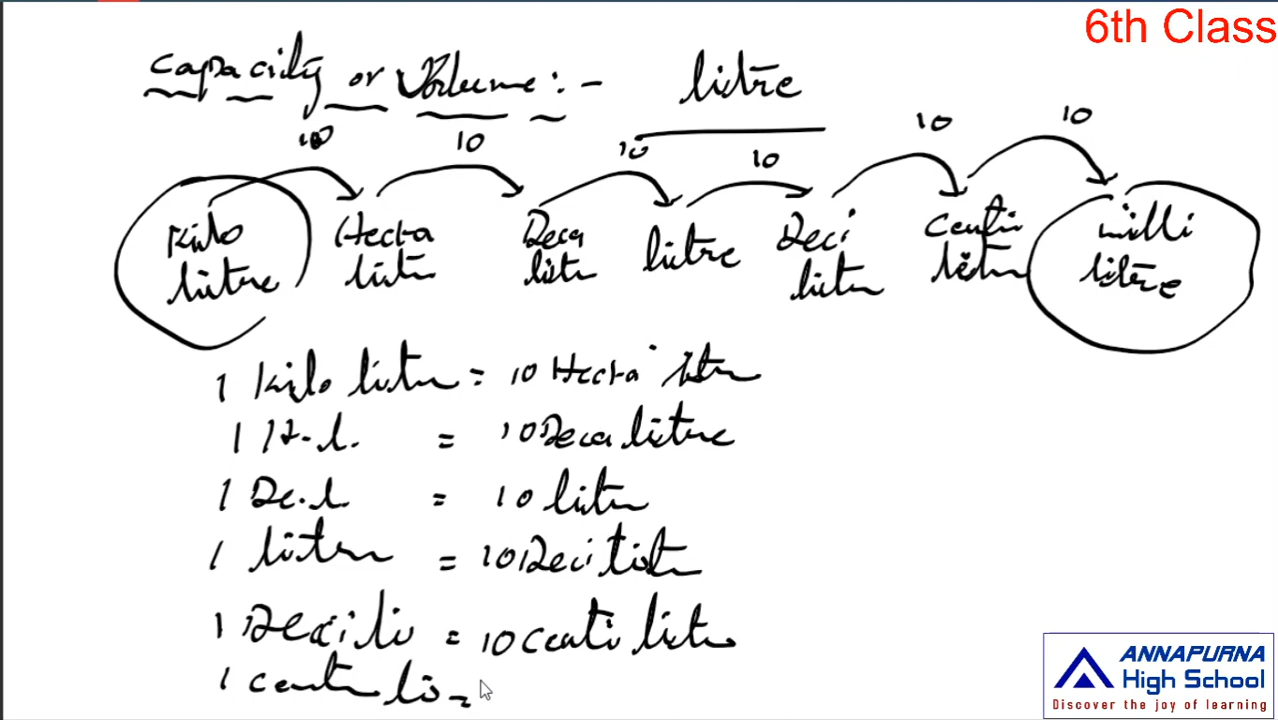 6th Class
Capacity or Volume :- litre
10 10 10 10 10 10
Kilo litre Hecta litre Deca litre litre Deci litre Centi litre milli litre
1 Kilo litre = 10 Hecta litre
1 H.l. = 10 Deca litre
1 De.l. = 10 litre
1 litre = 10 Deci litre
1 Deci li = 10 Centi litre
1 centi li =
ANNAPURNA
High School
Discover the joy of learning